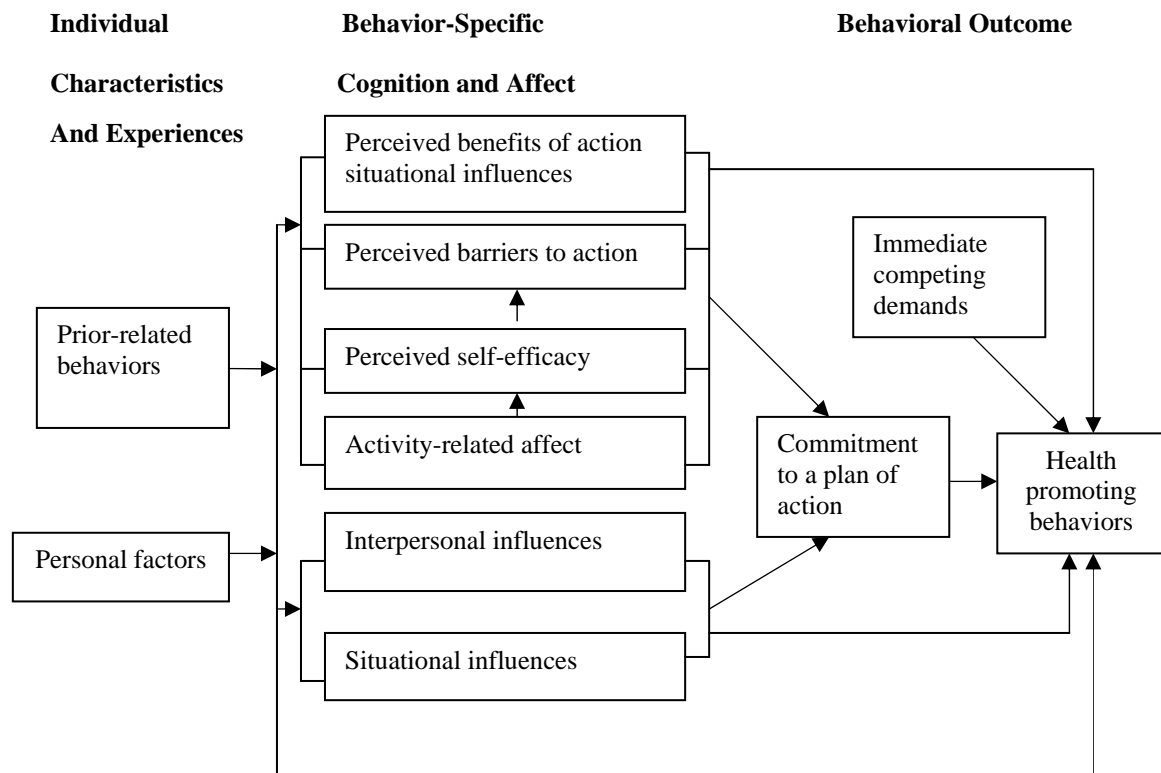 Individual
Characteristics
And Experiences
Behavior-Specific
Cognition and Affect
Behavioral Outcome
Prior-related
behaviors
Personal factors
Perceived benefits of action
situational influences
Perceived barriers to action
Perceived self-efficacy
Activity-related affect
Interpersonal influences
Situational influences
Immediate
competing
demands
Commitment
to a plan of
action
Health
promoting
behaviors